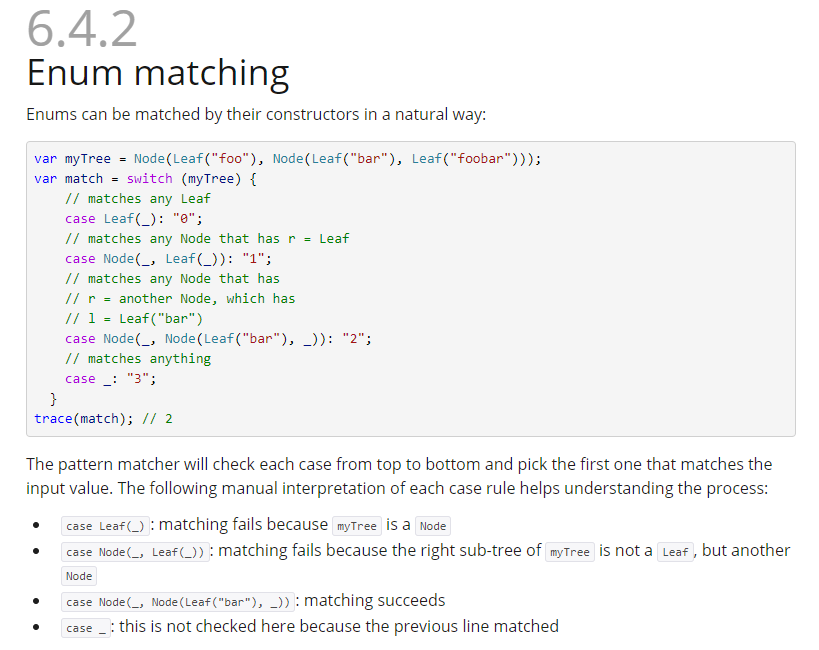 6.4.2
Enum matching
Enums can be matched by their constructors in a natural way:
var myTree = Node(Leaf("foo"), Node(Leaf("bar"), Leaf("foobar")));
var match = switch (myTree) {
    // matches any Leaf
    case Leaf(_): "0";
    // matches any Node that has r = Leaf
    case Node(_, Leaf(_)): "1";
    // matches any Node that has
    // r = another Node, which has
    // l = Leaf("bar")
    case Node(_, Node(Leaf("bar"), _)): "2";
    // matches anything
    case _: "3";
  }
trace(match); // 2
The pattern matcher will check each case from top to bottom and pick the first one that matches the
input value. The following manual interpretation of each case rule helps understanding the process:
• case Leaf(_): matching fails because myTree is a Node
• case Node(_, Leaf(_)): matching fails because the right sub-tree of myTree is not a Leaf, but another
Node
• case Node(_, Node(Leaf("bar"), _)): matching succeeds
• case _: this is not checked here because the previous line matched